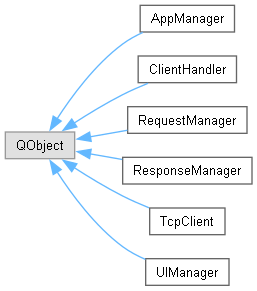 AppManager
ClientHandler
RequestManager
QObject
ResponseManager
TcpClient
UIManager